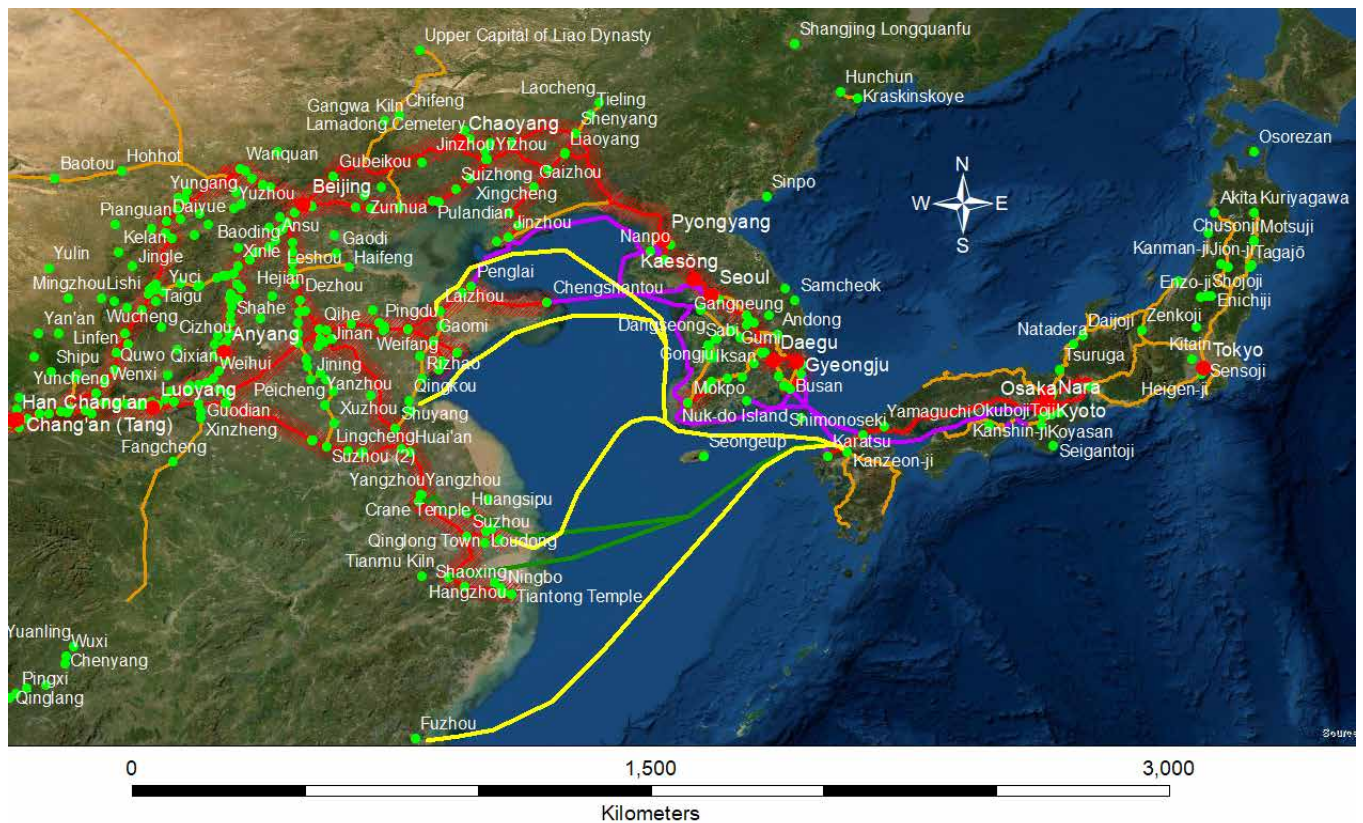 Upper Capital of Liao Dynasty
Shangjing Longquanfu
Hunchun
Kraskinskoye
Laocheng
Tieling
Shenyang
Gangwa Kiln
Chifeng
Lamadong Cemetery
Chaoyang
Liaoyang
Jinzhou
Yizhou
Osorezan
Baotou
Hohhot
Wanquan
Gubeikou
Gaizhou
Suizhong
Yungang
Yuzhou
Beijing
Xingcheng
Sinpo
N
W
E
S
Akita
Kuriyagawa
Pianguan
Daiyue
Ansu
Zunhua
Pulandian
Jinzhou
Pyongyang
Chusonji
Motsuji
Kelan
Baoding
Gaodi
Nanpo
Kanman-ji
Jion-ji
Tagajō
Yulin
Jingle
Xinle
Leshou
Haifeng
Kaesŏng
Seoul
Mingzhou
Lishi
Yuci
Hejian
Dezhou
Penglai
Chengshantou
Samcheok
Enzo-ji
Shojoji
Taigu
Laizhou
Gangneung
Enichiji
Yan'an
Wucheng
Shahe
Qihe
Pingdu
Dangseong
Sabi
Andong
Zenkoji
Linfen
Cizhou
Anyang
Jinan
Gaomi
Gumi
Daegu
Natadera
Daijoji
Kitain
Tokyo
Shipu
Quwo
Qixian
Weihui
Weifang
Rizhao
Gongju
Iksan
Gyeongju
Tsuruga
Sensoji
Yuncheng
Wenxi
Luoyang
Peicheng
Jining
Yanzhou
Qingkou
Mokpo
Busan
Osaka
Nara
Heigen-ji
Han Chang'an
Guodian
Xuzhou
Shuyang
Nuk-do Island
Shimonoseki
Yamaguchi
Okuboji
Toji
Kyoto
Chang'an (Tang)
Xinzheng
Lingcheng
Huai'an
Karatsu
Kanshin-ji
Koyasan
Fangcheng
Suzhou (2)
Seongeup
Kanzeon-ji
Seigantoji
Yangzhou
Yangzhou
Crane Temple
Huangsipu
Suzhou
Qinglong Town
Loudong
Tianmu Kiln
Shaoxing
Ningbo
Hangzhou
Tiantong Temple
Yuanling
Wuxi
Chenyang
Pingxi
Qinglang
Fuzhou
Source
0
1,500
3,000
Kilometers